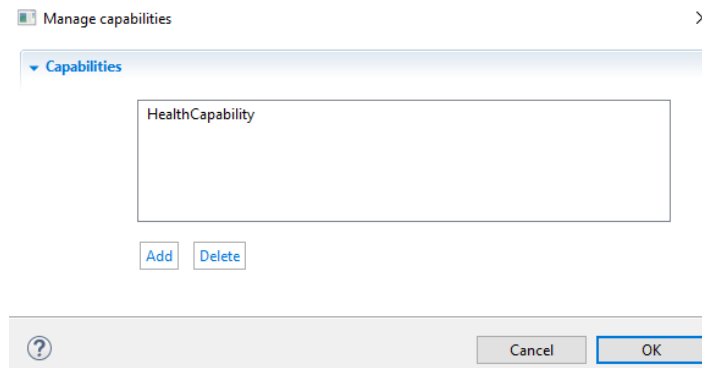 Manage capabilities
Capabilities
HealthCapability
Add Delete
Cancel OK